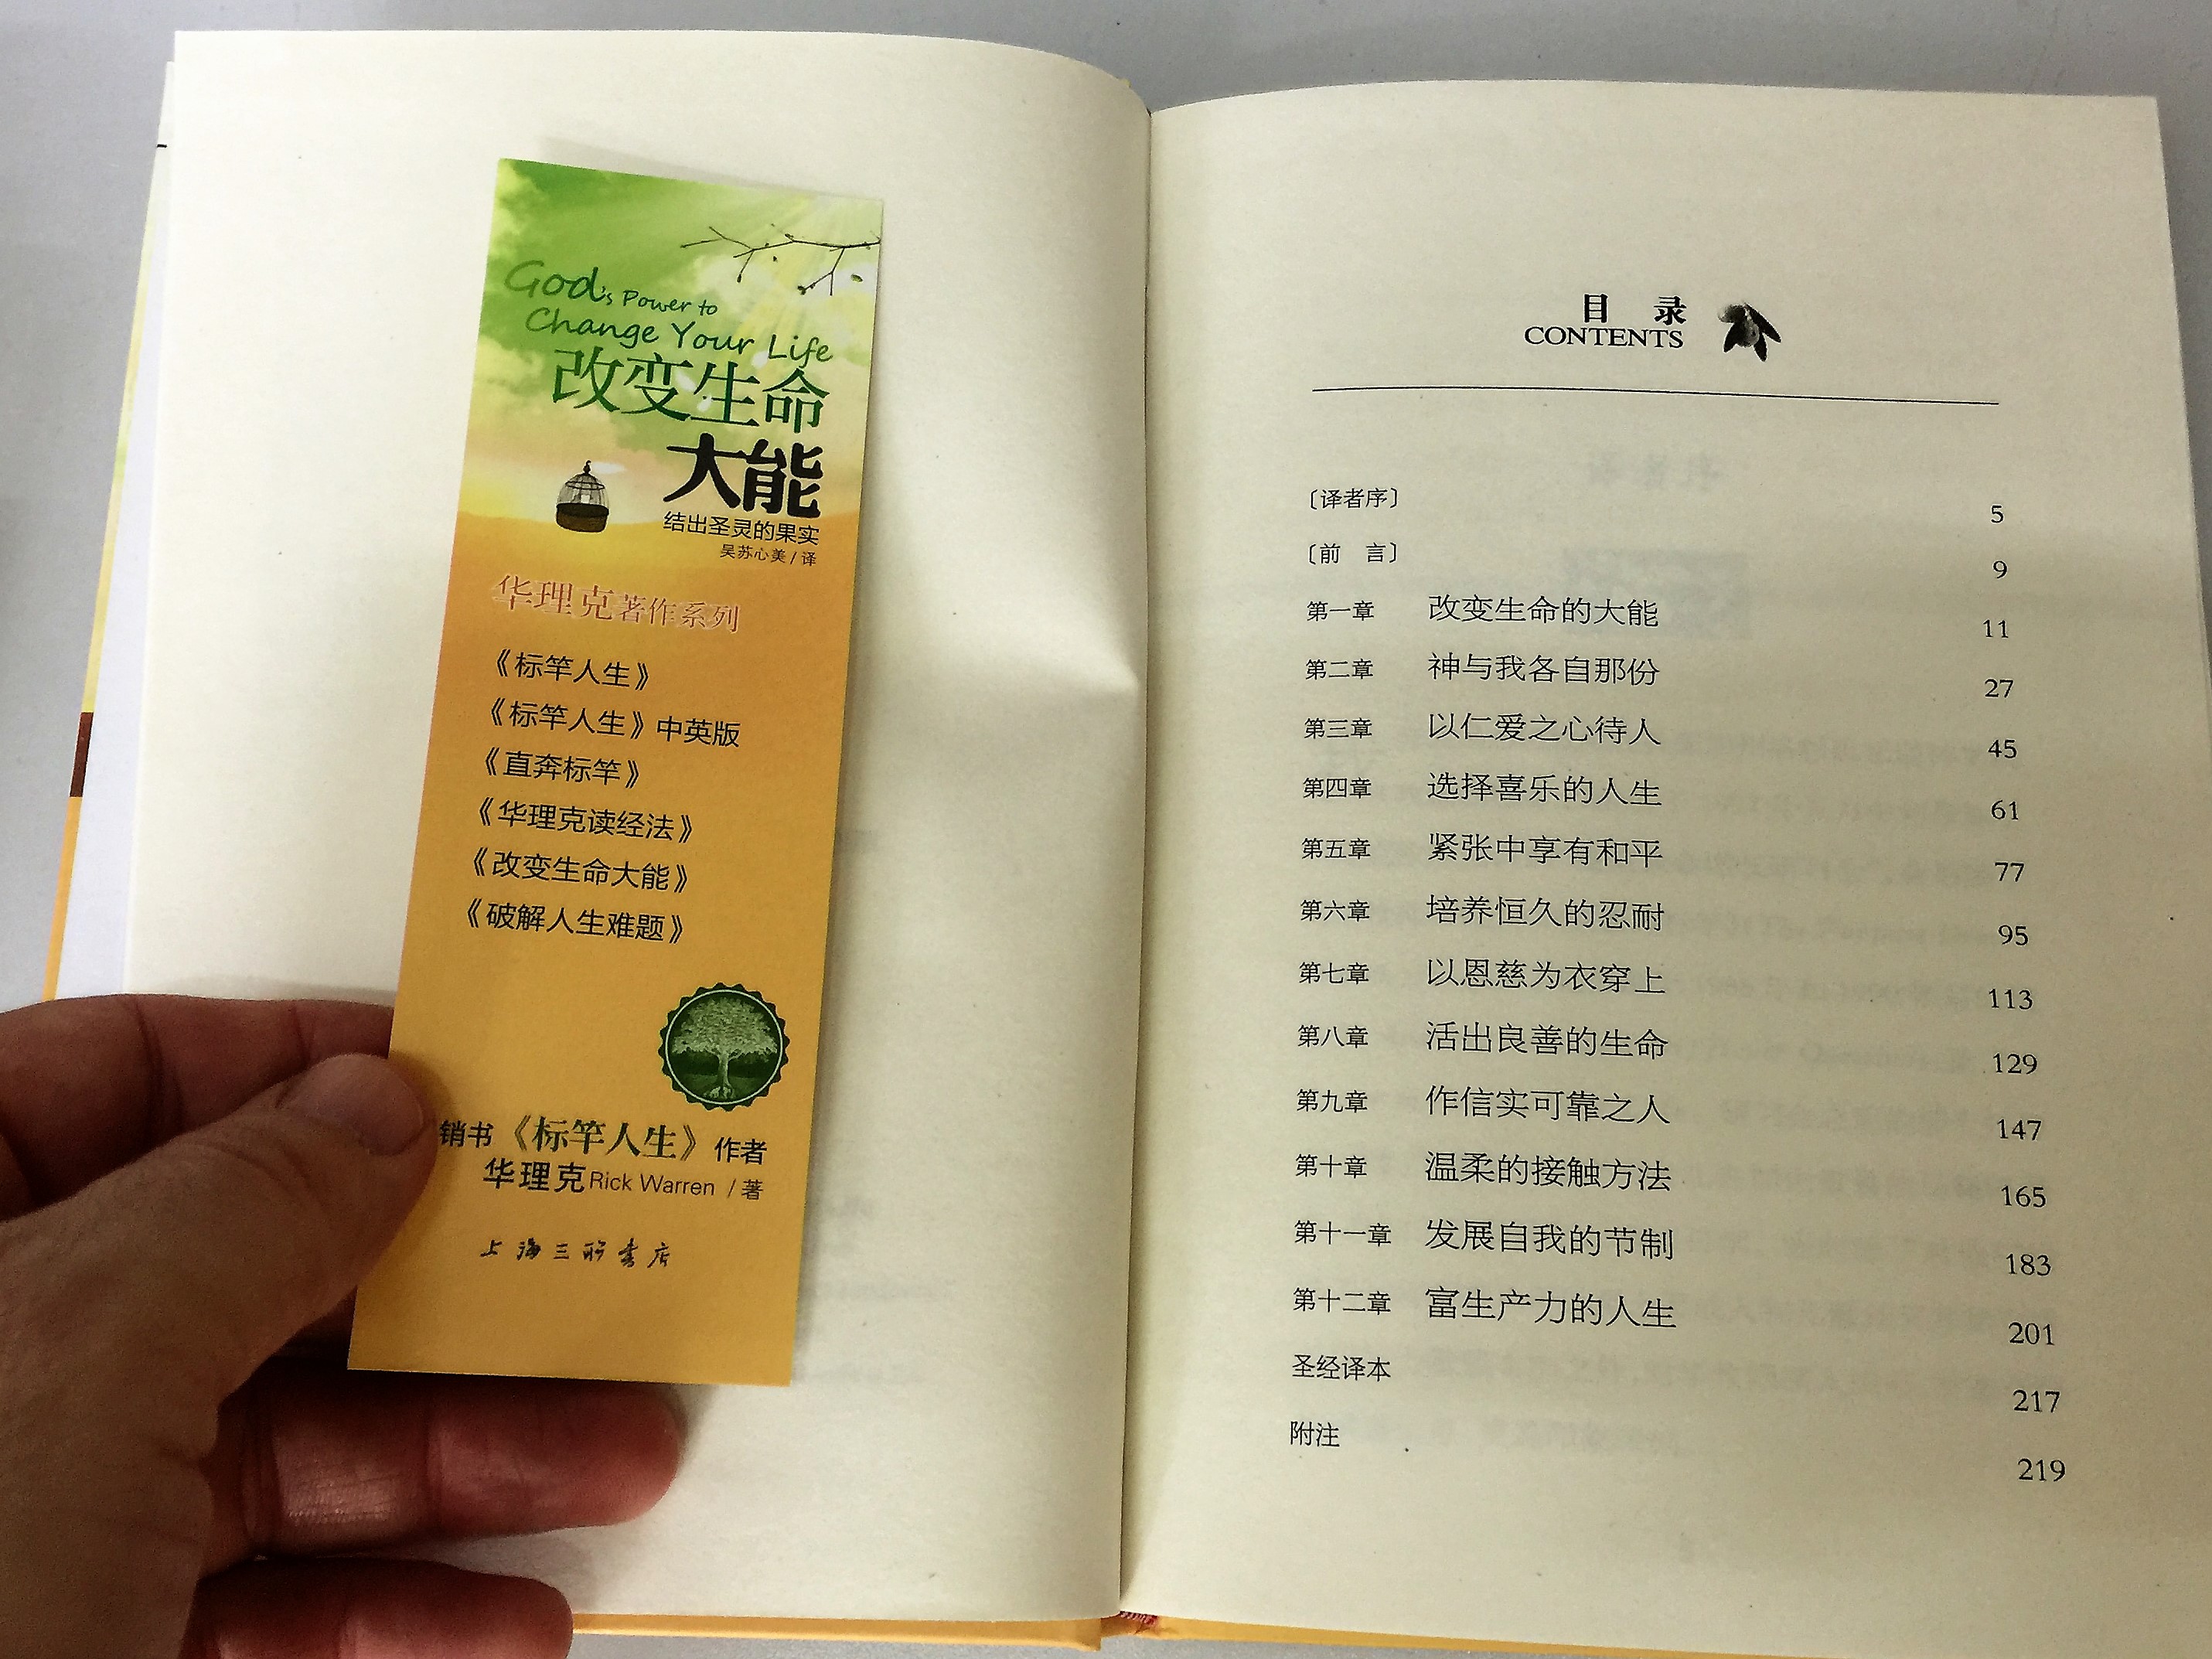 God's Power to
Change Your Life
改变生命
大能
结出圣灵的果实
吴苏心美/译
华理克著作系列
《标竿人生》
《标竿人生》中英版
《直奔标竿》
《华理克读经法》
《改变生命大能》
《破解人生难题》
销书《标竿人生》作者
华理克Rick Warren /著
上海三联书店
目 录
CONTENTS
〔译者序〕 5
〔前 言〕 9
第一章 改变生命的大能 11
第二章 神与我各自那份 27
第三章 以仁爱之心待人 45
第四章 选择喜乐的人生 61
第五章 紧张中享有和平 77
第六章 培养恒久的忍耐 95
第七章 以恩慈为衣穿上 113
第八章 活出良善的生命 129
第九章 作信实可靠之人 147
第十章 温柔的接触方法 165
第十一章 发展自我的节制 183
第十二章 富生产力的人生 201
圣经译本 217
附注 219